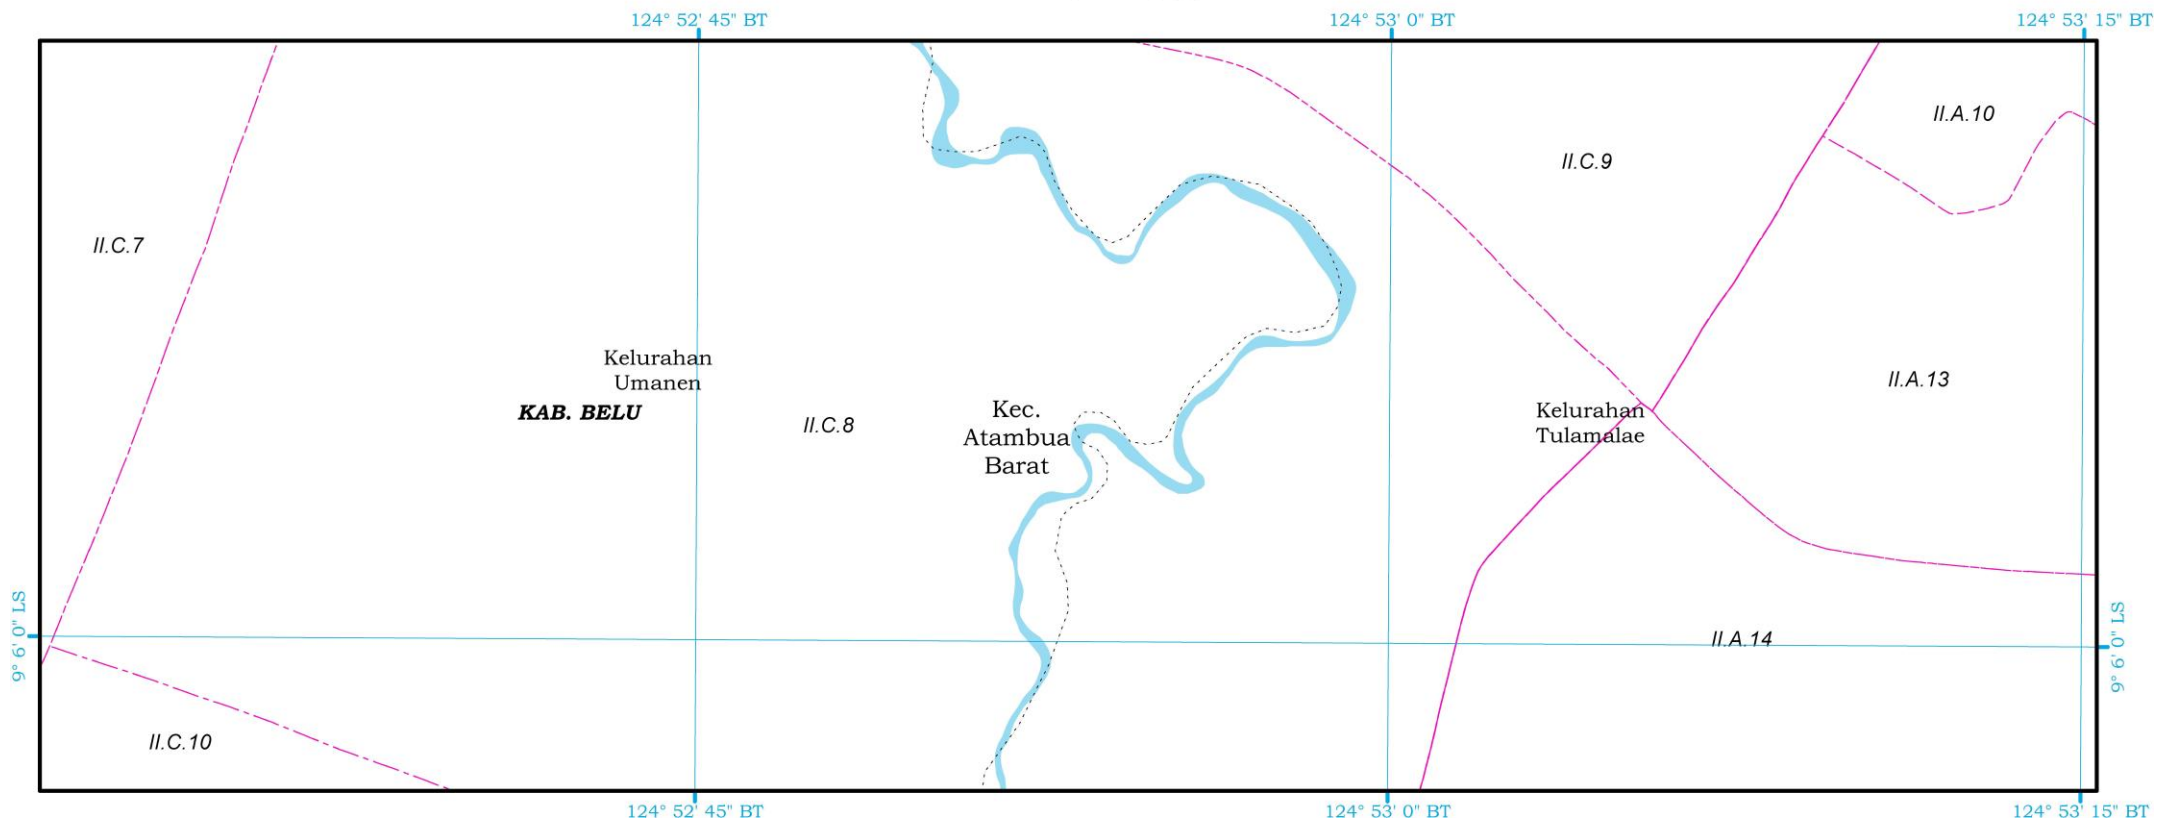 124° 52' 45" BT
124° 53' 0" BT
124° 53' 15" BT
II.A.10
II.C.9
II.C.7
Kelurahan
Umanen
KAB. BELU
II.C.8
Kec.
Atambua
Barat
II.A.13
Kelurahan
Tulamalae
9° 6' 0" LS
9° 6' 0" LS
II.A.14
II.C.10
124° 52' 45" BT
124° 53' 0" BT
124° 53' 15" BT